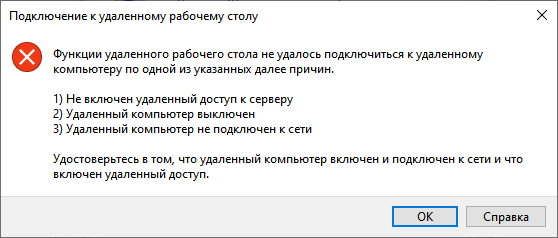 Подключение к удаленному рабочему столу
Функции удаленного рабочего стола не удалось подключиться к удаленному
компьютеру по одной из указанных далее причин.
1) Не включен удаленный доступ к серверу
2) Удаленный компьютер выключен
3) Удаленный компьютер не подключен к сети
Удостоверьтесь в том, что удаленный компьютер включен и подключен к сети и что
включен удаленный доступ.
ОК
Справка